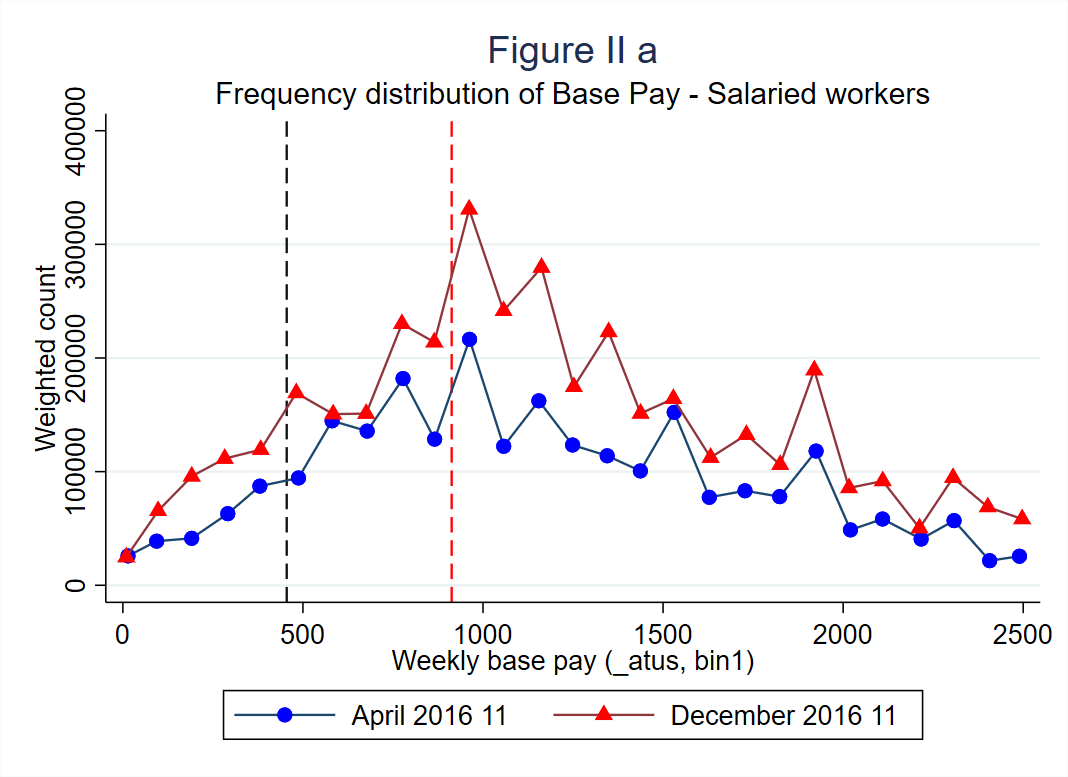 Figure II a
Frequency distribution of Base Pay - Salaried workers
Weighted count
400000
300000
200000
100000
0
0 500 1000 1500 2000 2500
Weekly base pay (_atus, bin1)
April 2016 11 December 2016 11